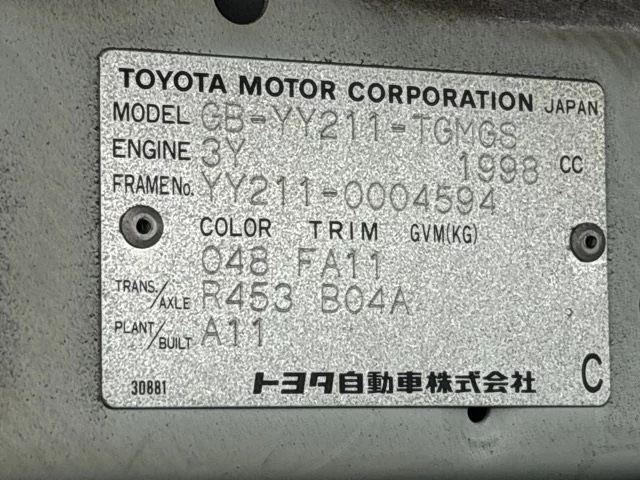 TOYOTA MOTOR CORPORATION JAPAN
MODEL GB-YY211-TGMGS
ENGINE 3Y 1998 CC
FRAME No. YY211-0004594
COLOR TRIM GVM(KG)
048 FA11
TRANS/AXLE R453 B04A
PLANT/BUILT A11
30881 トヨタ自動車株式会社 C